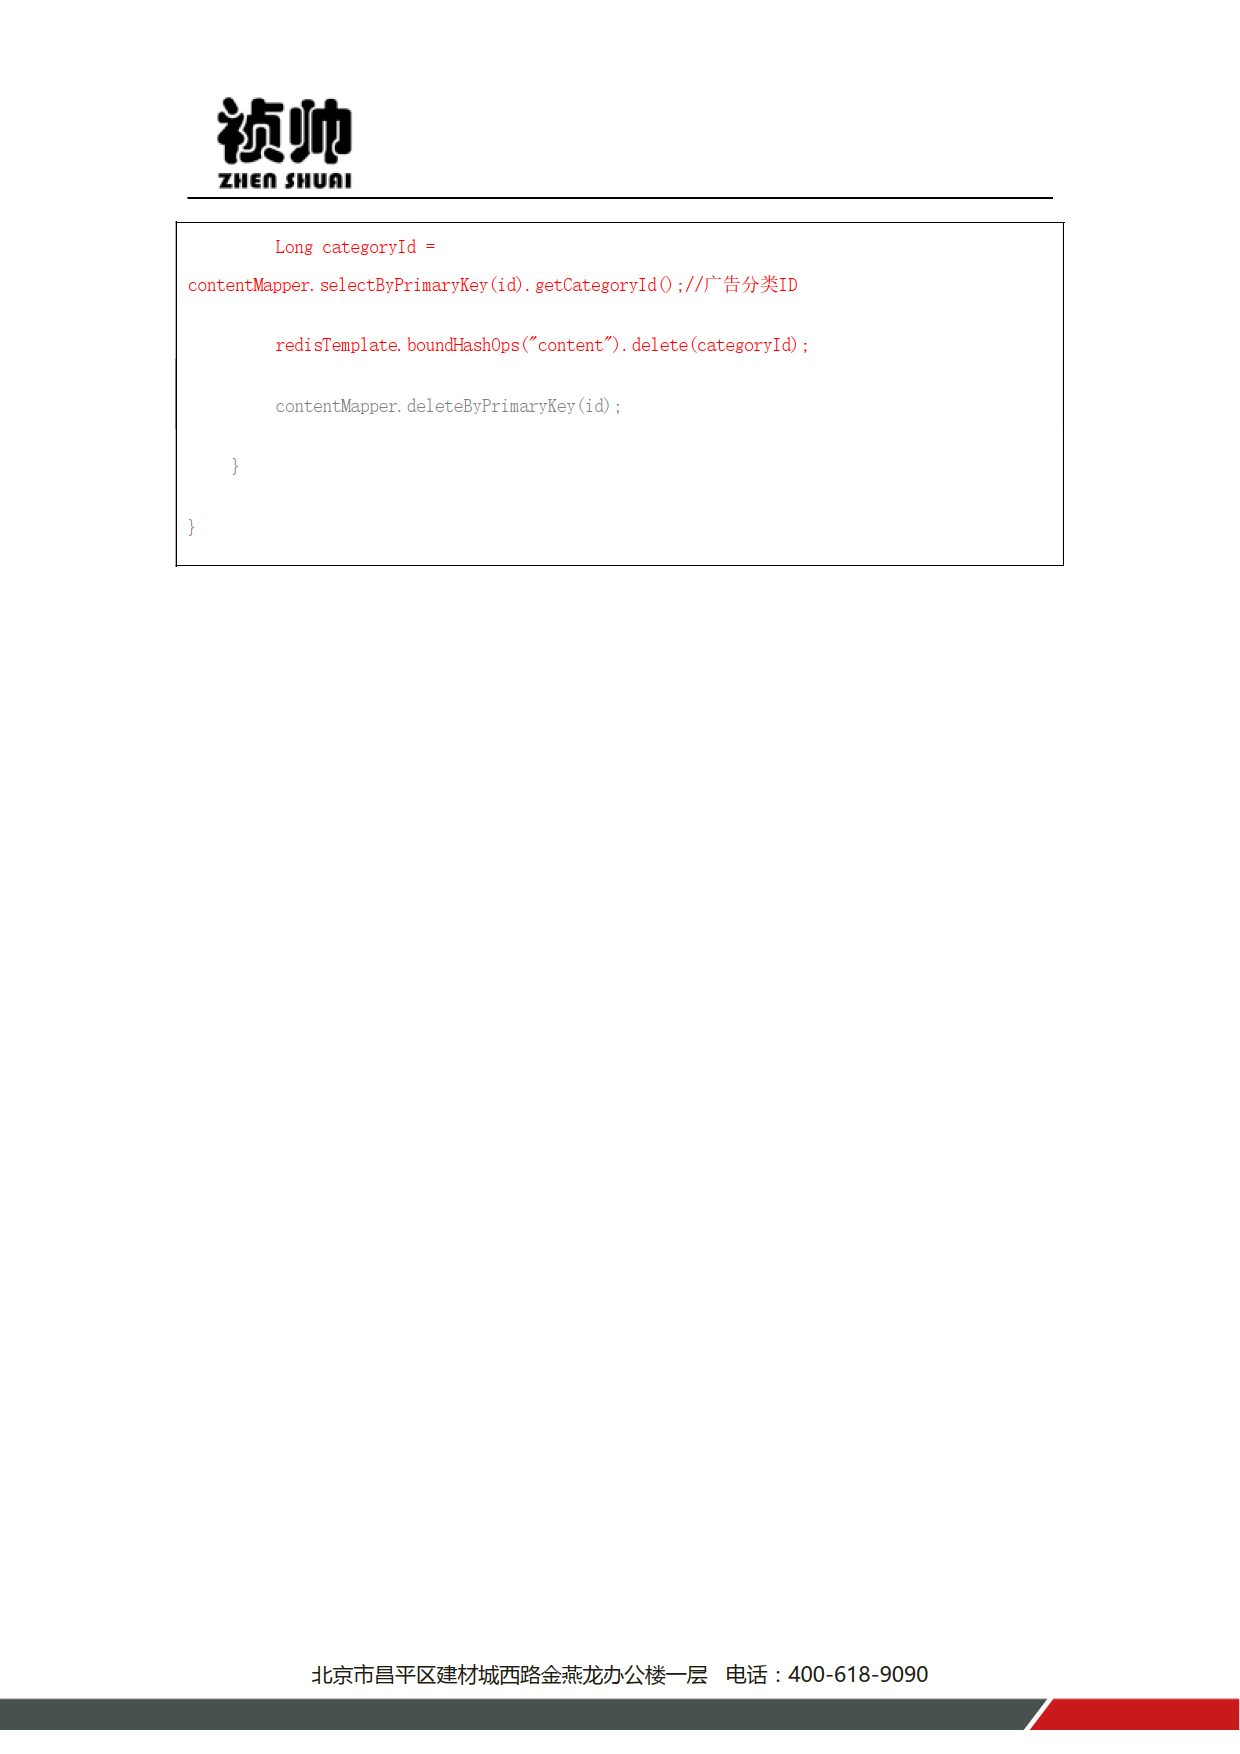 祯帅
ZHEN SHUAI
Long categoryId =
contentMapper.selectByPrimaryKey(id).getCategoryId();//广告分类ID
redisTemplate.boundHashOps("content").delete(categoryId);
contentMapper.deleteByPrimaryKey(id);
}
}
北京市昌平区建材城西路金燕龙办公楼一层 电话：400-618-9090